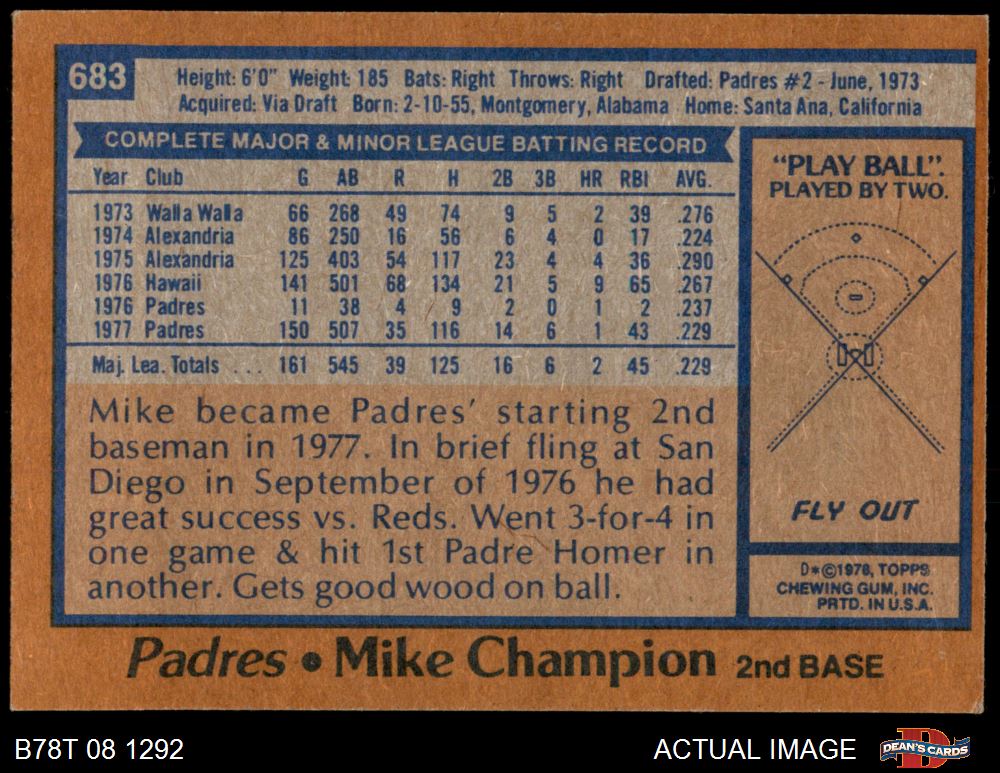 683
Height: 6'0" Weight: 185 Bats: Right Throws: Right Drafted: Padres #2 - June, 1973
Acquired: Via Draft Born: 2-10-55, Montgomery, Alabama Home: Santa Ana, California
COMPLETE MAJOR & MINOR LEAGUE BATTING RECORD
Year Club G AB R H 2B 3B HR RBI AVG.
1973 Walla Walla 66 268 49 74 9 5 2 39 .276
1974 Alexandria 86 250 16 56 6 4 0 17 .224
1975 Alexandria 125 403 54 117 23 4 4 36 .290
1976 Hawaii 141 501 68 134 21 5 9 65 .267
1976 Padres 11 38 4 9 2 0 1 2 .237
1977 Padres 150 507 35 116 14 6 1 43 .229
Maj. Lea. Totals ... 161 545 39 125 16 6 2 45 .229
Mike became Padres' starting 2nd
baseman in 1977. In brief fling at San
Diego in September of 1976 he had
great success vs. Reds. Went 3-for-4 in
one game & hit 1st Padre Homer in
another. Gets good wood on ball.
"PLAY BALL".
PLAYED BY TWO.
FLY OUT
D*©1978, TOPPS
CHEWING GUM, INC.
PRTD. IN U.S.A.
Padres • Mike Champion 2nd BASE
B78T 08 1292
ACTUAL IMAGE
DEAN'S CARDS